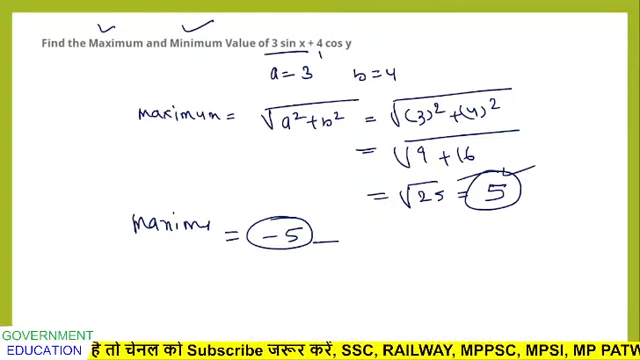 Find the Maximum and Minimum Value of 3 sin x + 4 cos y
a = 3 b = 4
Maximum = √a² + b² = √(3)² + (4)²
= √9 + 16
= √25 = 5
Maximum
= -5
GOVERNMENT
EDUCATION
है तो चेनल को Subscribe जरूर करें, SSC, RAILWAY, MPPSC, MPSI, MP PATW